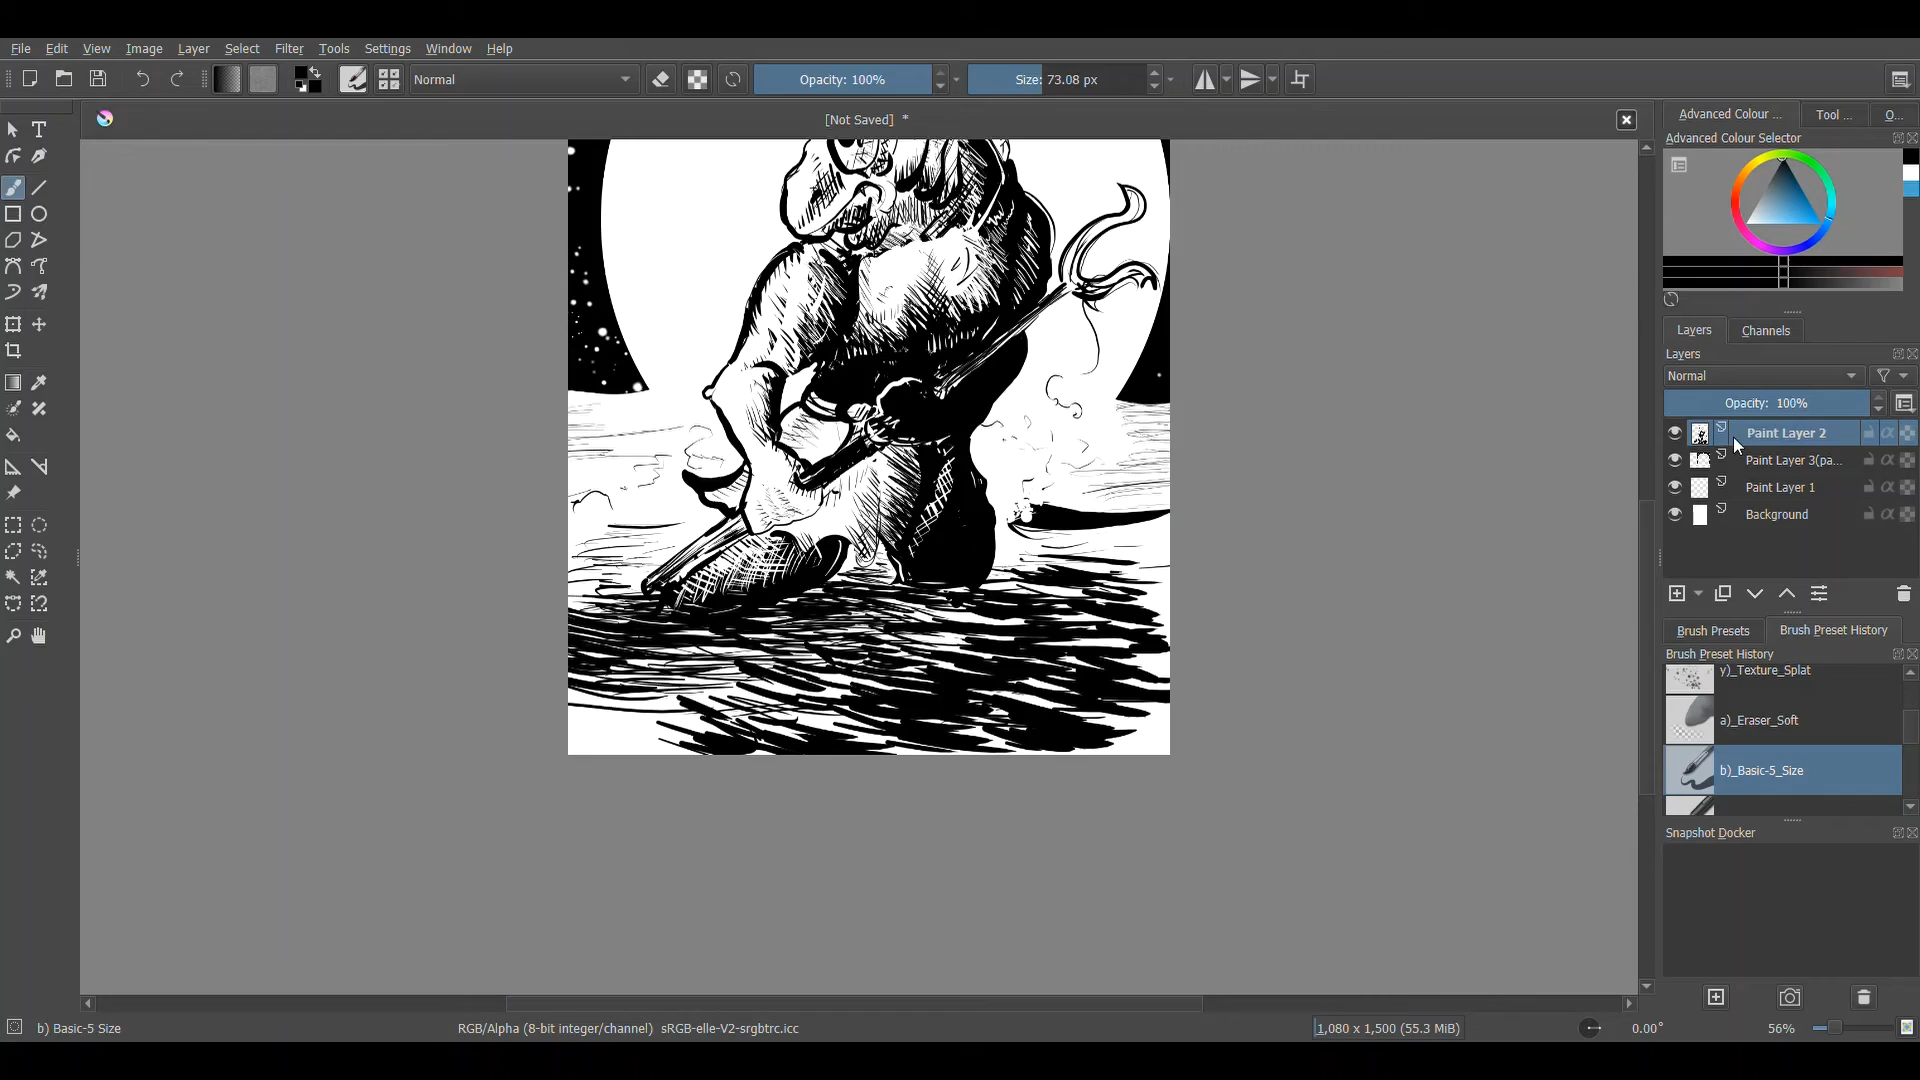 File Edit View Image Layer Select Filter Tools Settings Window Help
Normal Opacity: 100% Size: 73.08 px
[Not Saved] *
Advanced Colour ... Tool ... O...
Advanced Colour Selector
Layers Channels
Layers
Normal
Opacity: 100%
Paint Layer 2
Paint Layer 3(pa...
Paint Layer 1
Background
Brush Presets Brush Preset History
Brush Preset History
y)_Texture_Splat
a)_Eraser_Soft
b)_Basic-5_Size
Snapshot Docker
b) Basic-5 Size RGB/Alpha (8-bit integer/channel) sRGB-elle-V2-srgbtrc.icc 1,080 x 1,500 (55.3 MiB) 0.00° 56%